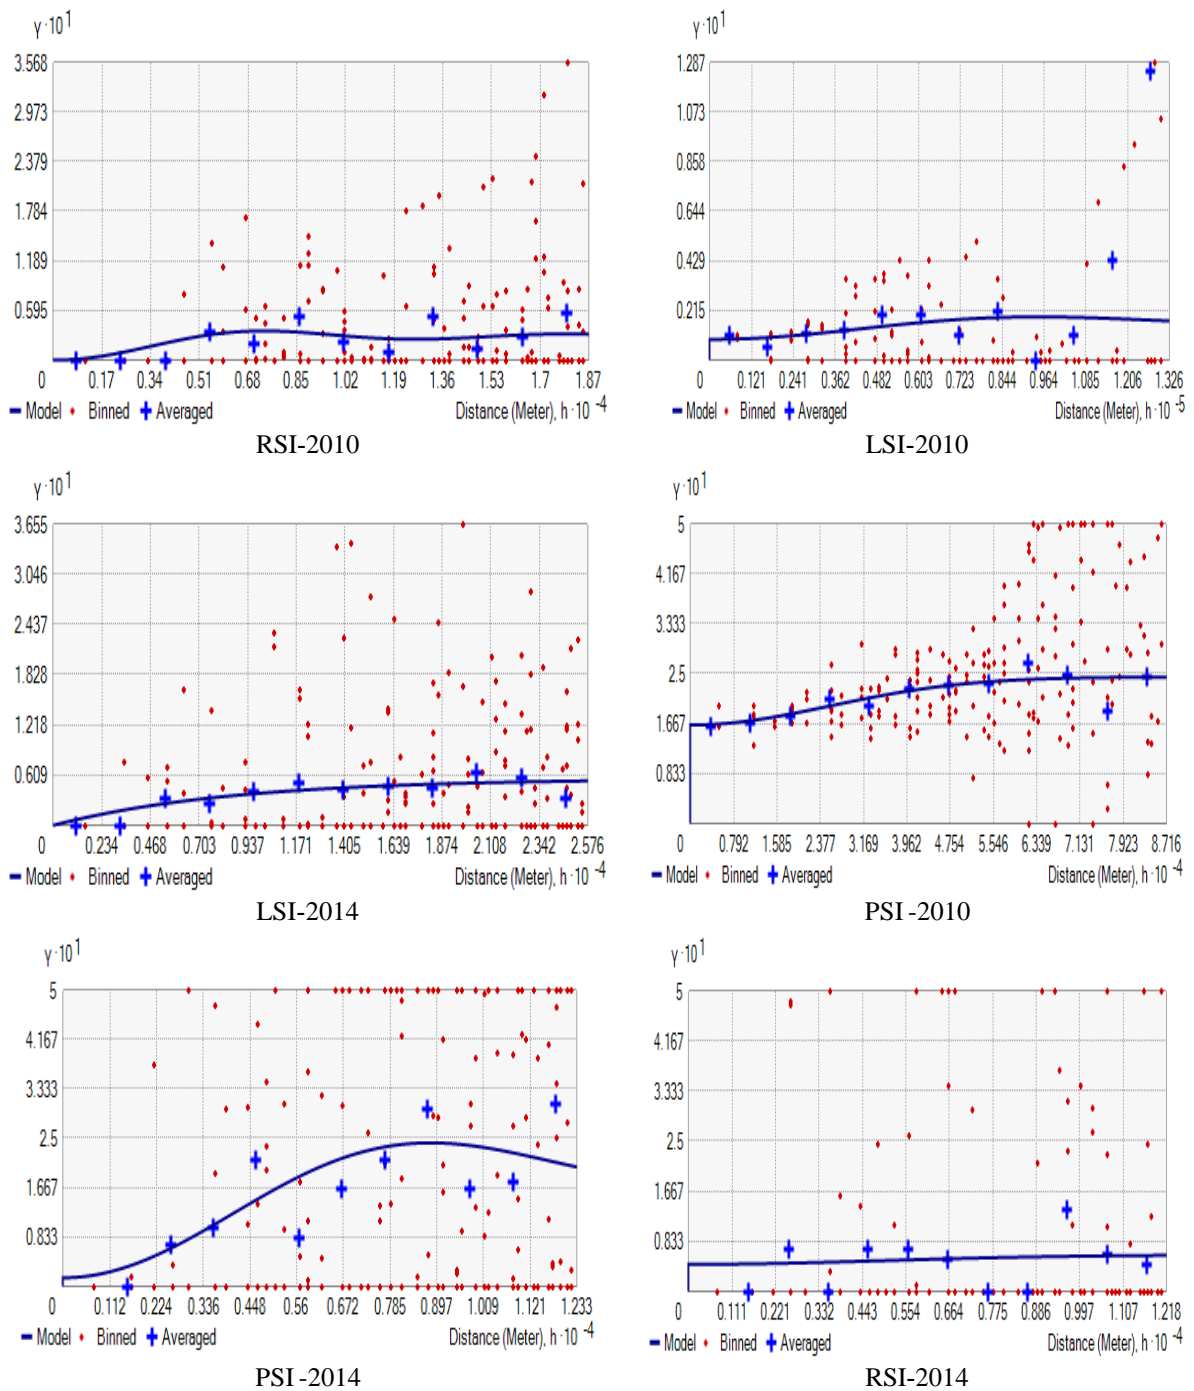 γ·10¹
3.568
2.973
2.379
1.784
1.189
0.595
0 0.17 0.34 0.51 0.68 0.85 1.02 1.19 1.36 1.53 1.7 1.87
Model Binned Averaged Distance (Meter), h·10⁻⁴
RSI-2010
γ·10¹
1.287
1.073
0.858
0.644
0.429
0.215
0 0.121 0.241 0.362 0.482 0.603 0.723 0.844 0.964 1.085 1.206 1.326
Model Binned Averaged Distance (Meter), h·10⁻⁵
LSI-2010
γ·10¹
3.655
3.046
2.437
1.828
1.218
0.609
0 0.234 0.468 0.703 0.937 1.171 1.405 1.639 1.874 2.108 2.342 2.576
Model Binned Averaged Distance (Meter), h·10⁻⁴
LSI-2014
γ·10¹
5
4.167
3.333
2.5
1.667
0.833
0 0.792 1.585 2.377 3.169 3.962 4.754 5.546 6.339 7.131 7.923 8.716
Model Binned Averaged Distance (Meter), h·10⁻⁴
PSI -2010
γ·10¹
5
4.167
3.333
2.5
1.667
0.833
0 0.112 0.224 0.336 0.448 0.56 0.672 0.785 0.897 1.009 1.121 1.233
Model Binned Averaged Distance (Meter), h·10⁻⁴
PSI -2014
γ·10¹
5
4.167
3.333
2.5
1.667
0.833
0 0.111 0.221 0.332 0.443 0.554 0.664 0.775 0.886 0.997 1.107 1.218
Model Binned Averaged Distance (Meter), h·10⁻⁴
RSI-2014